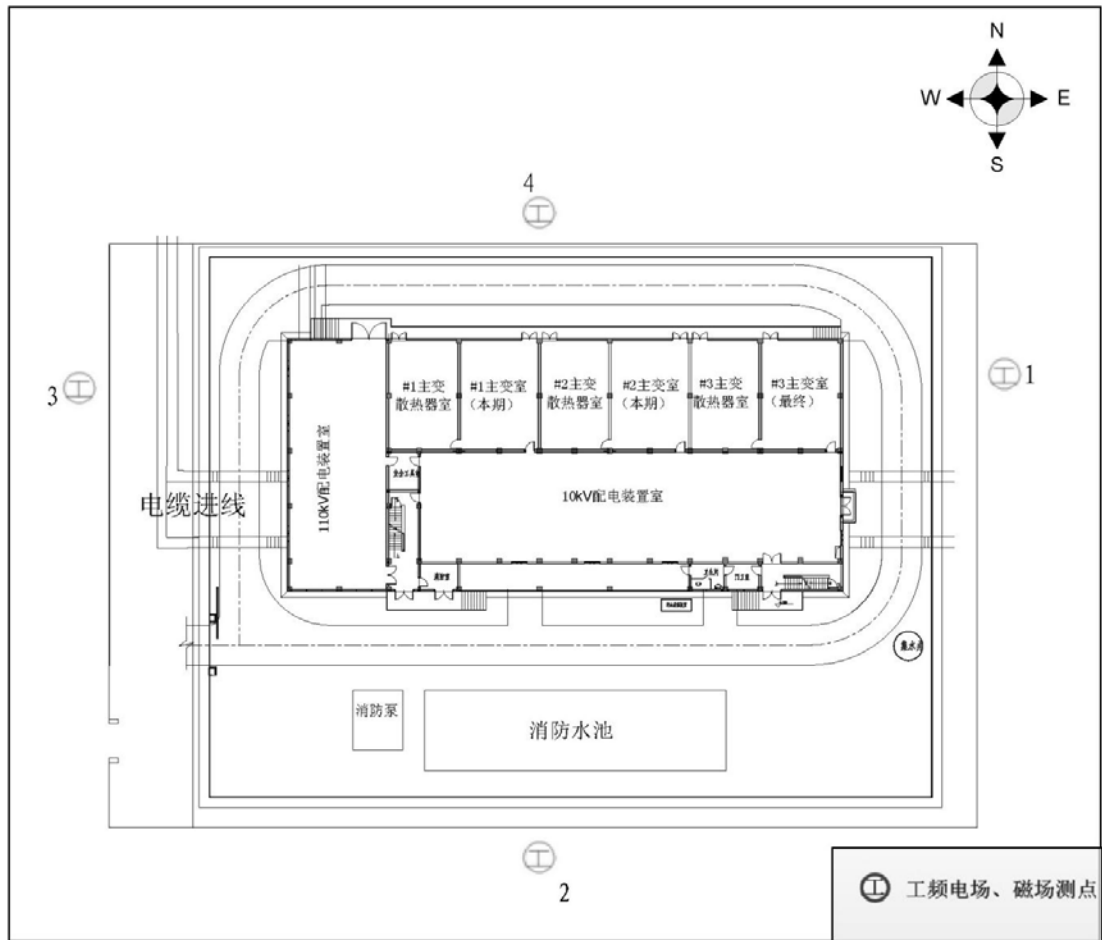 N
W E
S
4
3
1
#1主变
散热器室
#1主变室
(本期)
#2主变
散热器室
#2主变室
(本期)
#3主变
散热器室
#3主变室
(最终)
110kV配电装置室
10kV配电装置室
电缆进线
消防泵
消防水池
2
工频电场、磁场测点